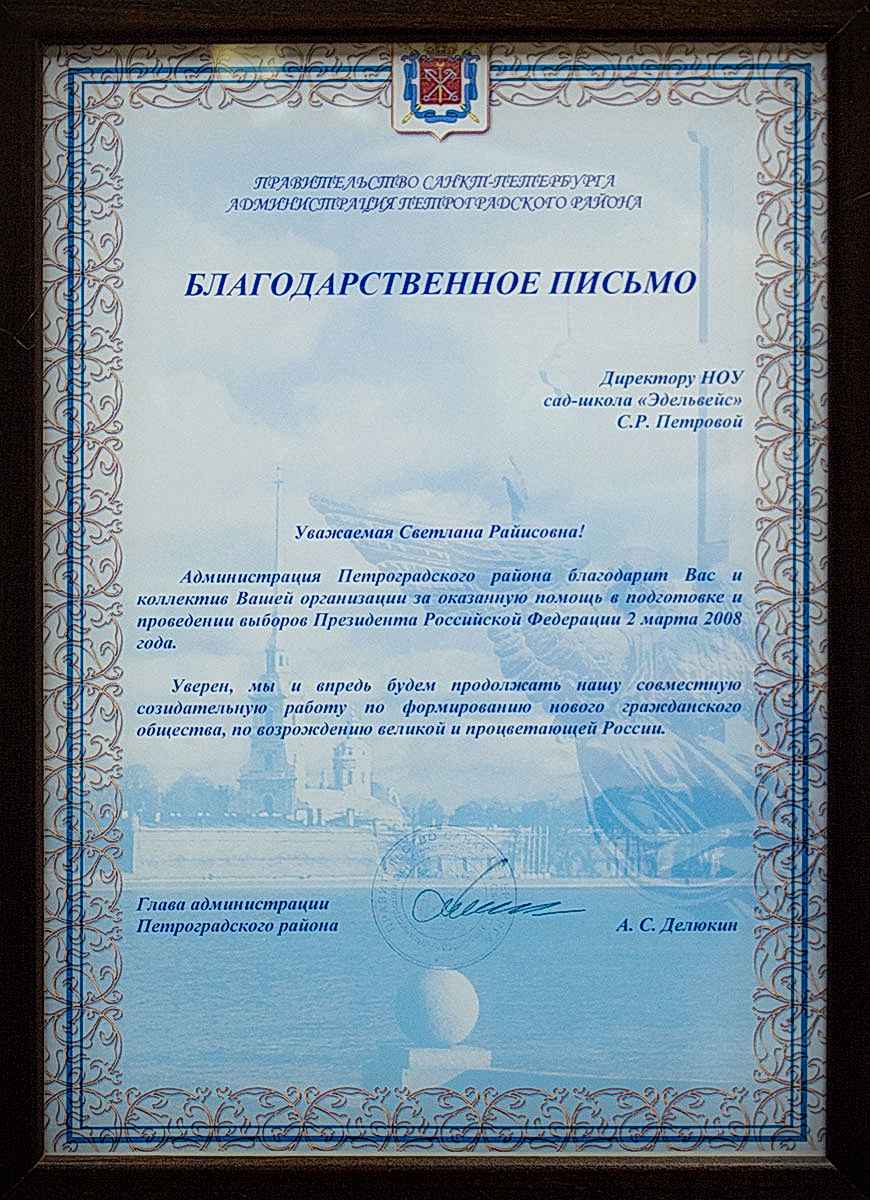 ПРАВИТЕЛЬСТВО САНКТ-ПЕТЕРБУРГА
АДМИНИСТРАЦИЯ ПЕТРОГРАДСКОГО РАЙОНА
БЛАГОДАРСТВЕННОЕ ПИСЬМО
Директору НОУ
сад-школа «Эдельвейс»
С.Р. Петровой
Уважаемая Светлана Райисовна!
Администрация Петроградского района благодарит Вас и
коллектив Вашей организации за оказанную помощь в подготовке и
проведении выборов Президента Российской Федерации 2 марта 2008
года.
Уверен, мы и впредь будем продолжать нашу совместную
созидательную работу по формированию нового гражданского
общества, по возрождению великой и процветающей России.
Глава администрации
Петроградского района
А. С. Делюкин